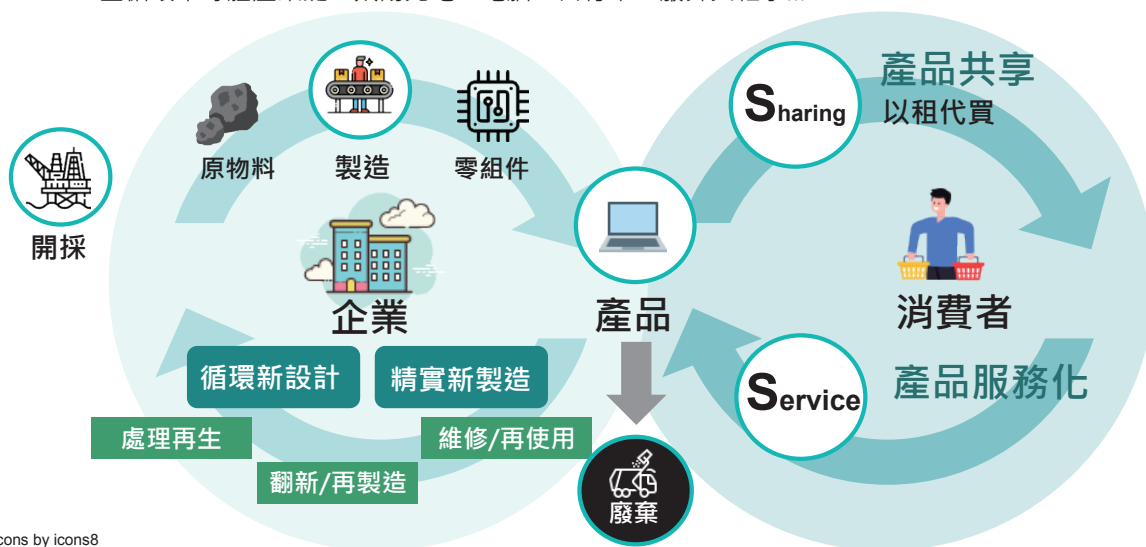 產品共享
Sharing
以租代買
原物料
製造
零組件
開採
企業
產品
消費者
循環新設計
精實新製造
Service
產品服務化
處理再生
維修/再使用
翻新/再製造
廢棄
cons by icons8